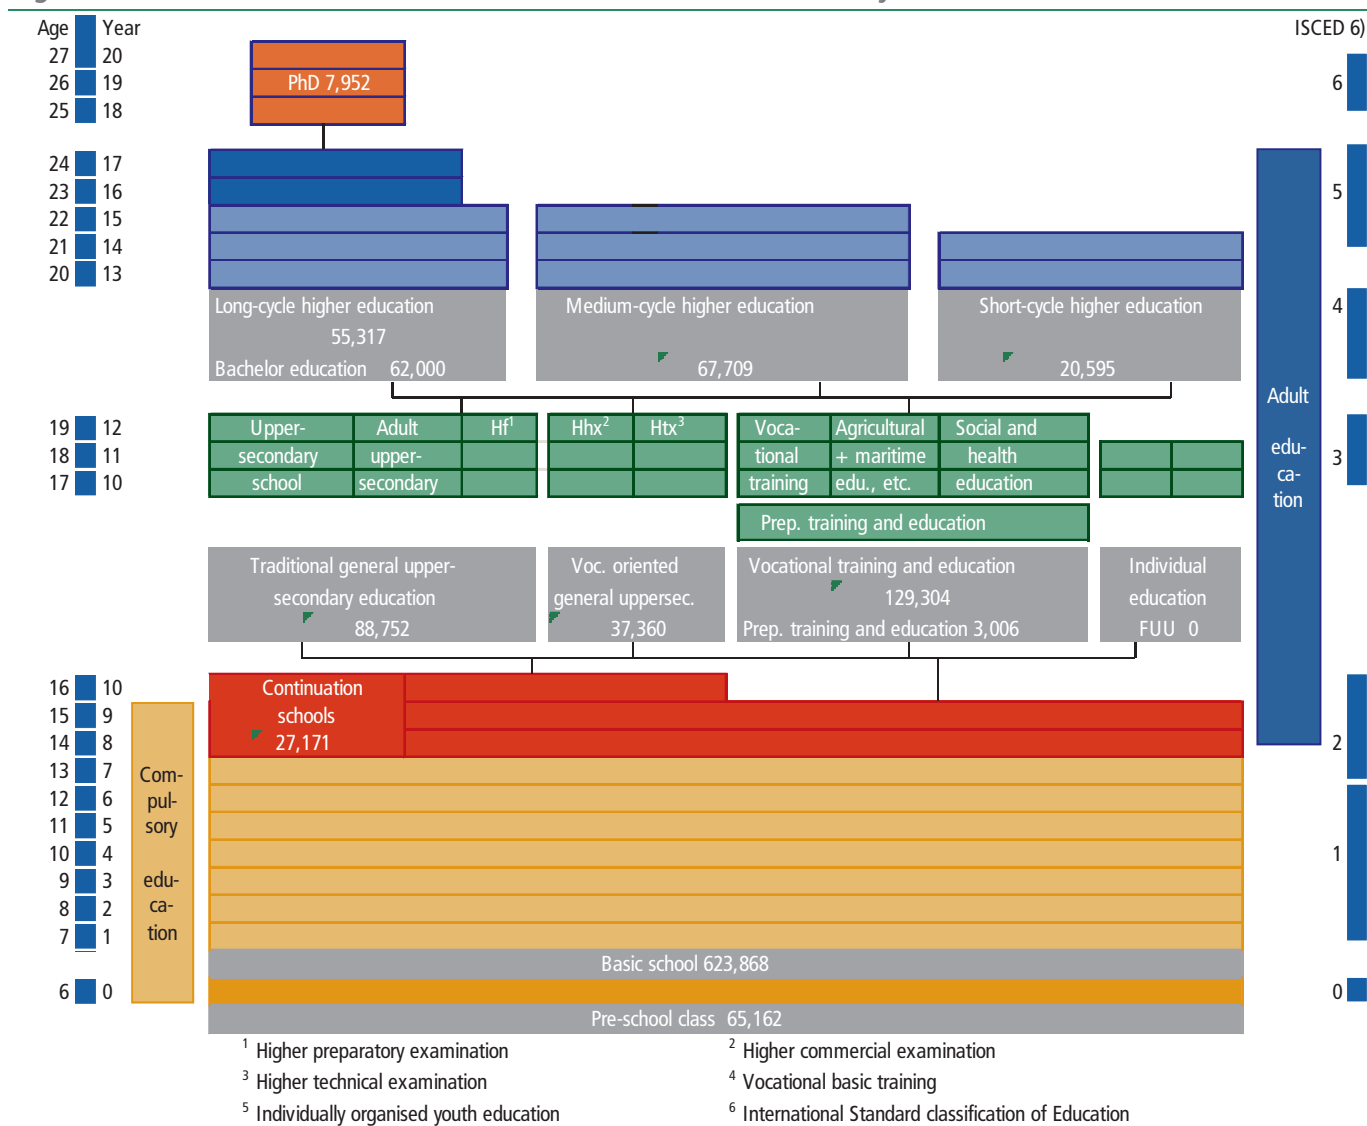 Age Year ISCED 6)
27 20
26 19 PhD 7,952 6
25 18
24 17
23 16 5
22 15
21 14
20 13
Long-cycle higher education Medium-cycle higher education Short-cycle higher education 4
55,317
Bachelor education 62,000 67,709 20,595
Adult
edu-
ca-
tion
19 12 Upper- Adult Hf1 Hhx2 Htx3 Voca- Agricultural Social and
18 11 secondary upper- tional + maritime health 3
17 10 school secondary training edu., etc. education
Prep. training and education
Traditional general upper- Voc. oriented Vocational training and education Individual
secondary education general uppersec. 129,304 education
88,752 37,360 Prep. training and education 3,006 FUU 0
16 10 Continuation
15 9 schools
14 8 27,171 2
13 7
12 6
11 5
10 4 1
9 3
8 2
7 1
Com-
pul-
sory
edu-
ca-
tion
Basic school 623,868
6 0 0
Pre-school class 65,162
1 Higher preparatory examination 2 Higher commercial examination
3 Higher technical examination 4 Vocational basic training
5 Individually organised youth education 6 International Standard classification of Education